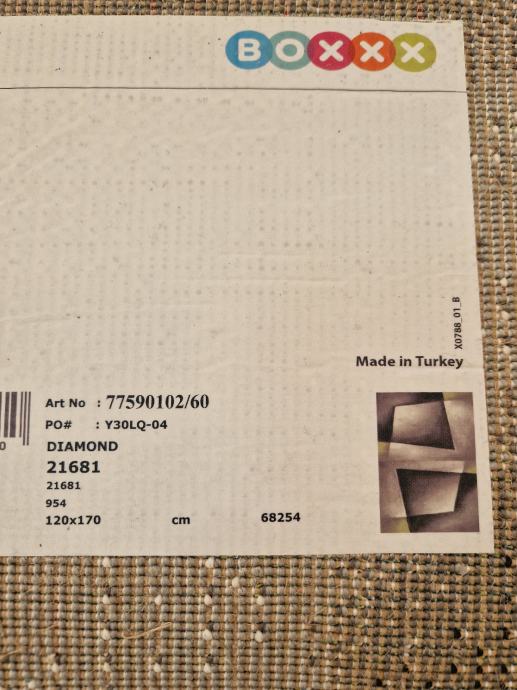 BOXXX
X0788_01_B
Made in Turkey
0
Art No : 77590102/60
PO# : Y30LQ-04
DIAMOND
21681
21681
954
120x170 cm 68254